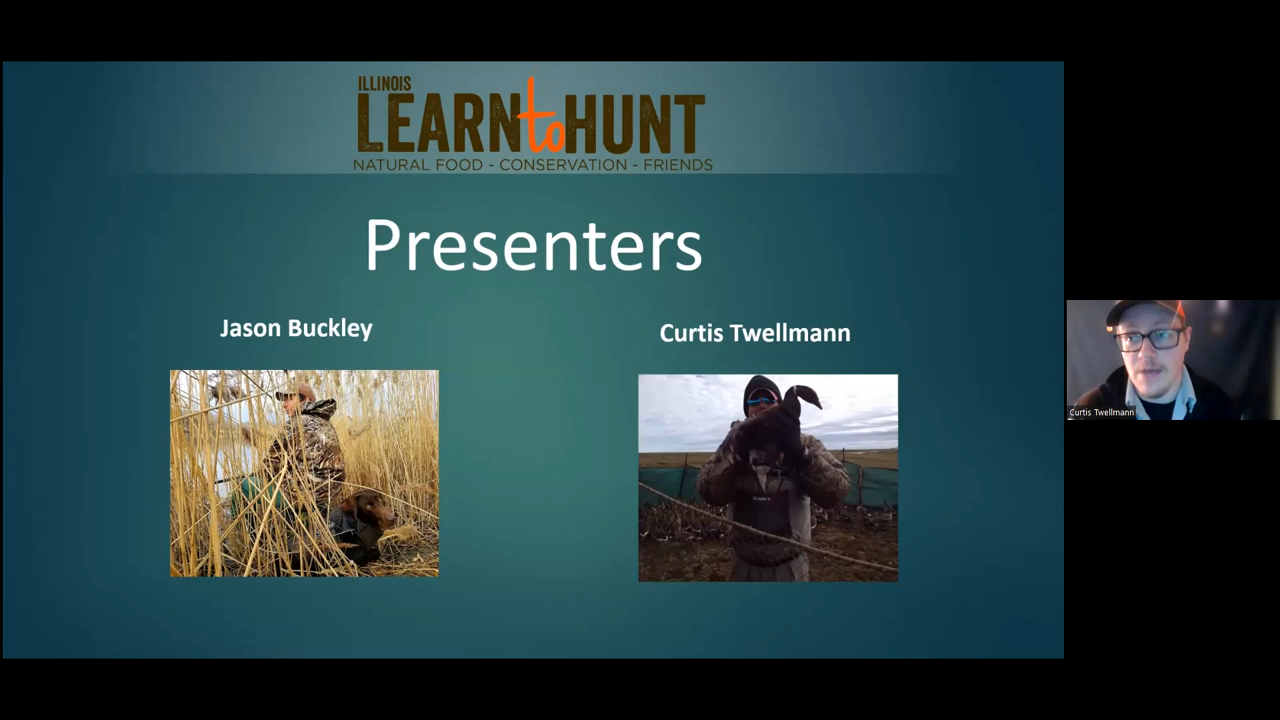 ILLINOIS
LEARN to HUNT
NATURAL FOOD - CONSERVATION - FRIENDS
Presenters
Jason Buckley
Curtis Twellmann
Curtis Twellmann